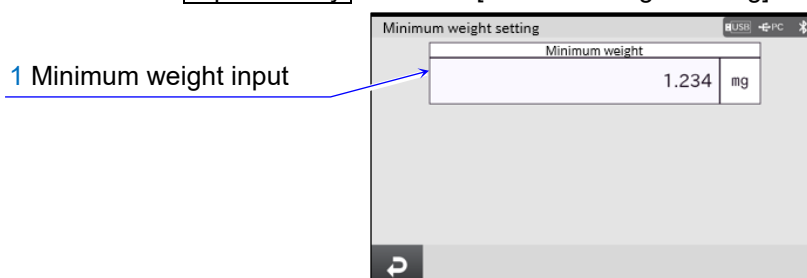 Minimum weight setting
USB PC
Minimum weight
1 Minimum weight input
1.234 mg